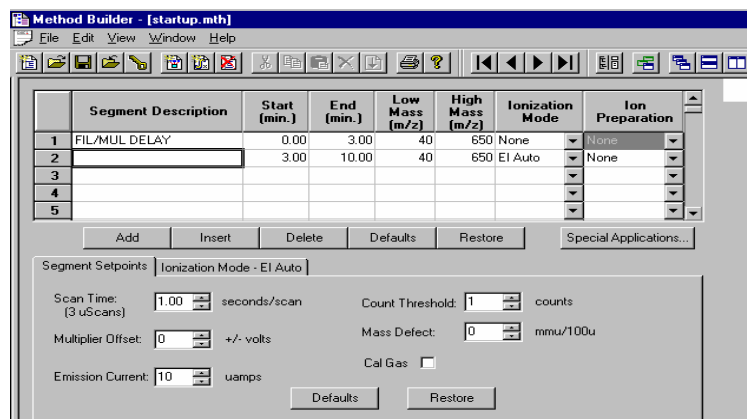 Method Builder - [startup.mth]
File Edit View Window Help
Segment Description Start (min.) End (min.) Low Mass (m/z) High Mass (m/z) Ionization Mode Ion Preparation
1 FIL/MUL DELAY 0.00 3.00 40 650 None None
2 3.00 10.00 40 650 EI Auto None
3
4
5
Add Insert Delete Defaults Restore Special Applications...
Segment Setpoints Ionization Mode - EI Auto
Scan Time: 1.00 seconds/scan Count Threshold: 1 counts
(3 uScans)
Multiplier Offset: 0 +/- volts Mass Defect: 0 mmu/100u
Cal Gas
Emission Current: 10 uamps
Defaults Restore